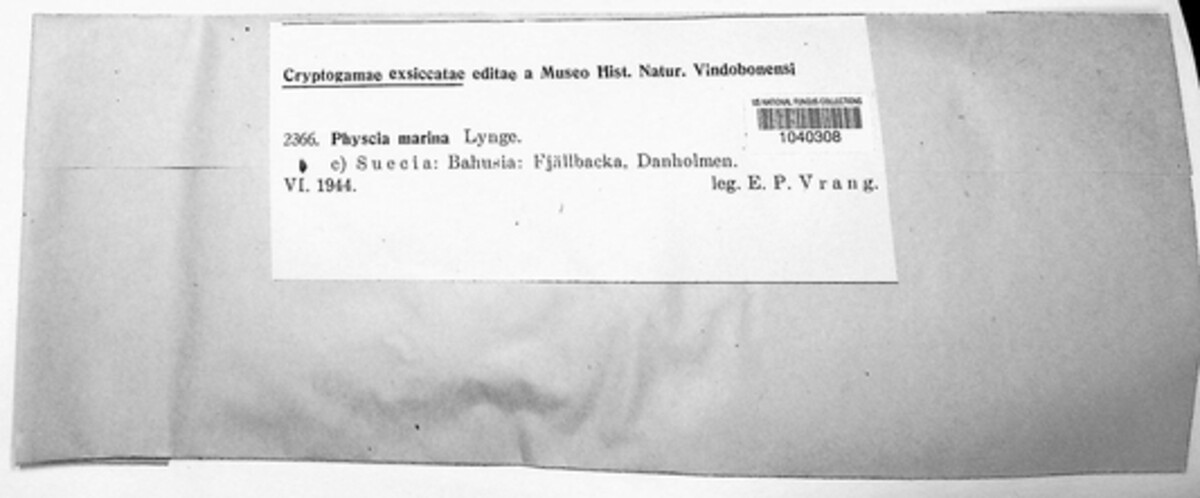 Cryptogamae exsiccatae editae a Museo Hist. Natur. Vindobonensi
US NATIONAL FUNGUS COLLECTIONS
1040308
2366. Physcia marina Lynge.
c) Suecia: Bahusia: Fjällbacka, Danholmen.
VI. 1944. leg. E. P. Vrang.